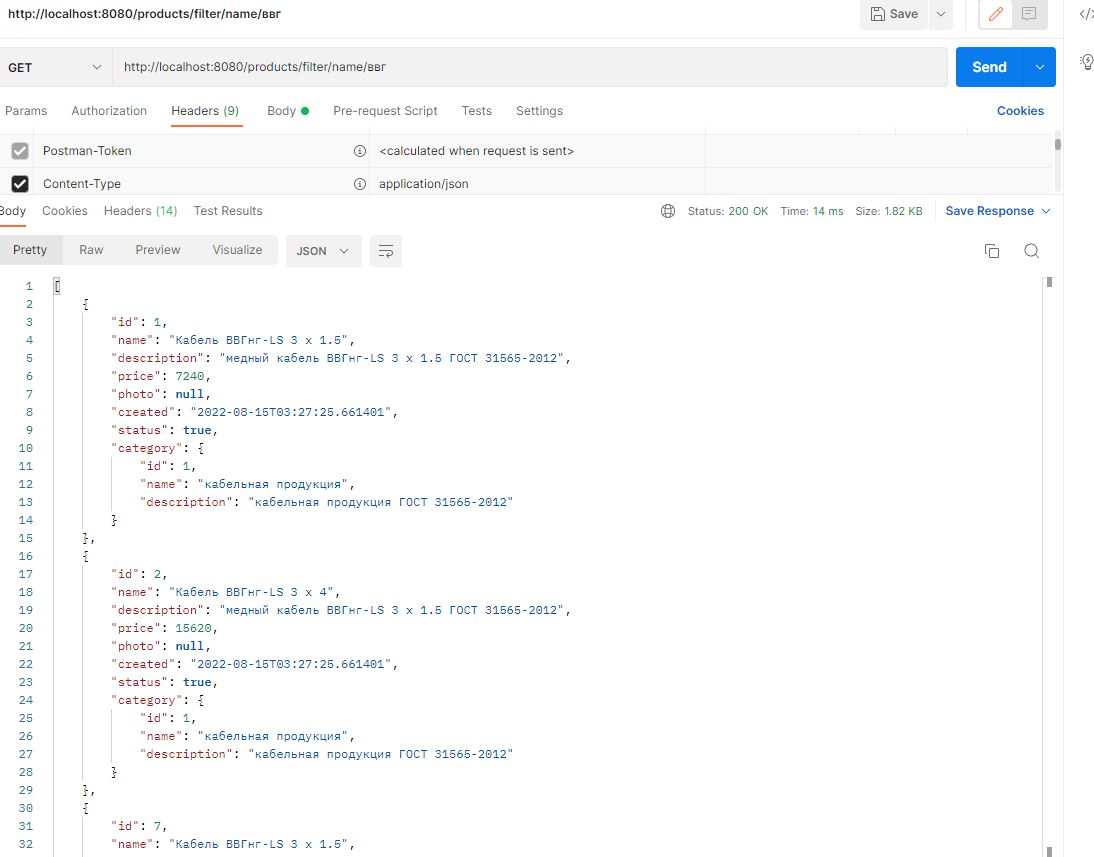 http://localhost:8080/products/filter/name/ввг
Save
GET
http://localhost:8080/products/filter/name/ввг
Send
Params Authorization Headers (9) Body Pre-request Script Tests Settings Cookies
Postman-Token <calculated when request is sent>
Content-Type application/json
Body Cookies Headers (14) Test Results Status: 200 OK Time: 14 ms Size: 1.82 KB Save Response
Pretty Raw Preview Visualize JSON
1 [
2 {
3 "id": 1,
4 "name": "Кабель ВВГнг-LS 3 x 1.5",
5 "description": "медный кабель ВВГнг-LS 3 x 1.5 ГОСТ 31565-2012",
6 "price": 7240,
7 "photo": null,
8 "created": "2022-08-15T03:27:25.661401",
9 "status": true,
10 "category": {
11 "id": 1,
12 "name": "кабельная продукция",
13 "description": "кабельная продукция ГОСТ 31565-2012"
14 }
15 },
16 {
17 "id": 2,
18 "name": "Кабель ВВГнг-LS 3 x 4",
19 "description": "медный кабель ВВГнг-LS 3 x 1.5 ГОСТ 31565-2012",
20 "price": 15620,
21 "photo": null,
22 "created": "2022-08-15T03:27:25.661401",
23 "status": true,
24 "category": {
25 "id": 1,
26 "name": "кабельная продукция",
27 "description": "кабельная продукция ГОСТ 31565-2012"
28 }
29 },
30 {
31 "id": 7,
32 "name": "Кабель ВВГнг-LS 3 x 1.5",